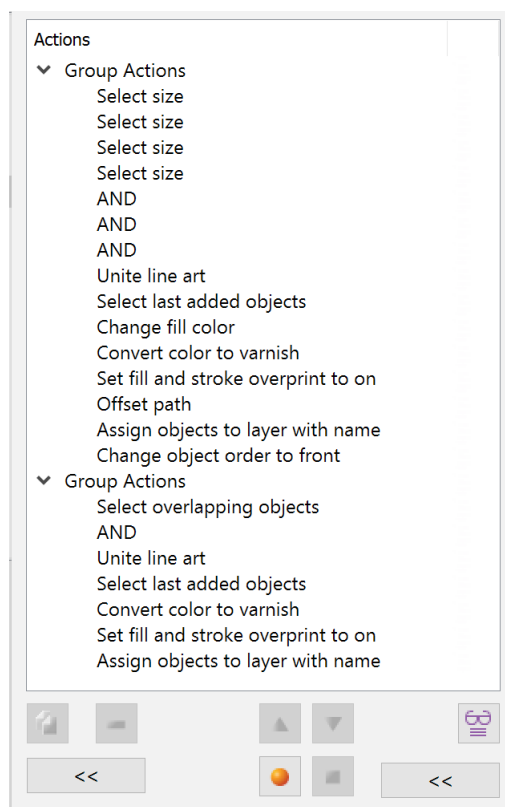 Actions
Group Actions
Select size
Select size
Select size
Select size
AND
AND
AND
Unite line art
Select last added objects
Change fill color
Convert color to varnish
Set fill and stroke overprint to on
Offset path
Assign objects to layer with name
Change object order to front
Group Actions
Select overlapping objects
AND
Unite line art
Select last added objects
Convert color to varnish
Set fill and stroke overprint to on
Assign objects to layer with name
<< <<